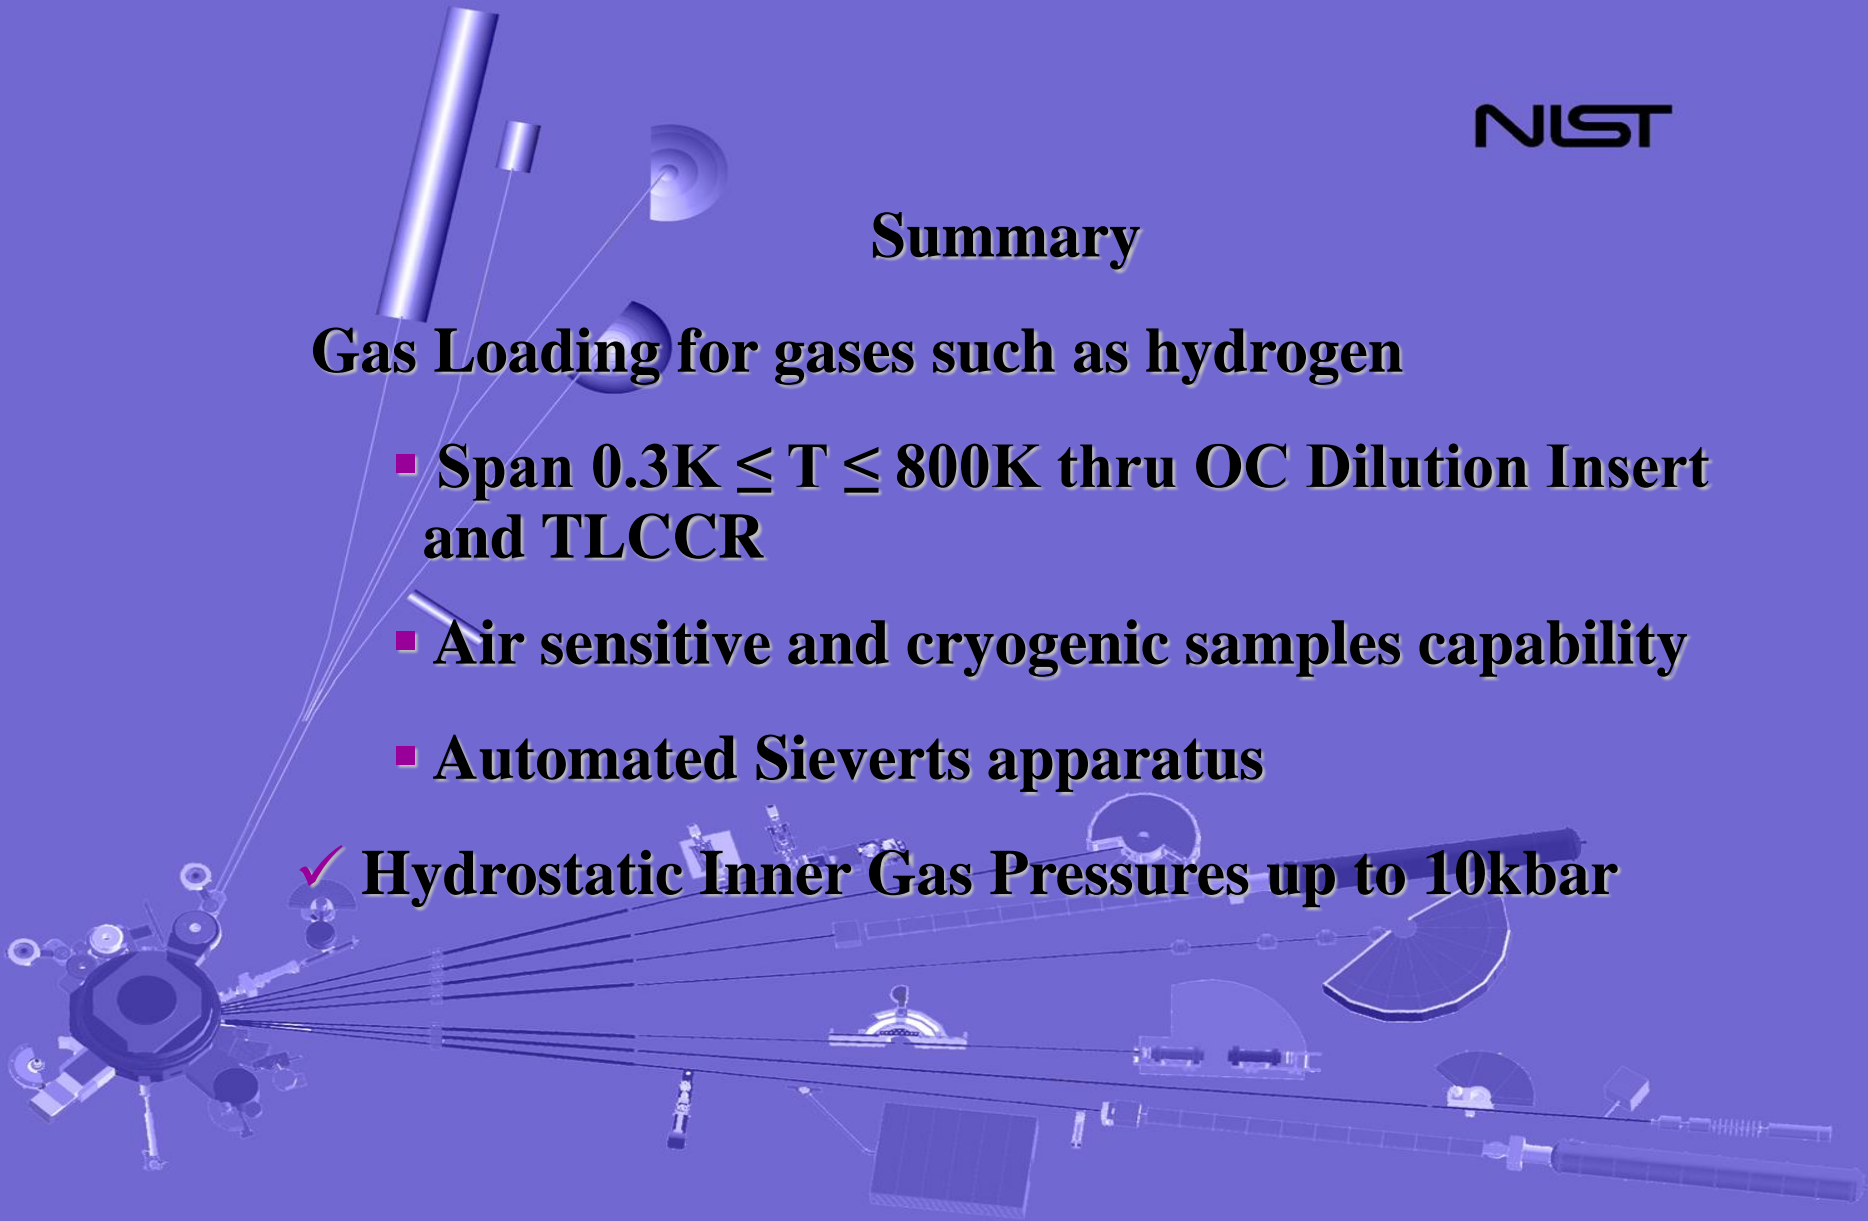 NIST
Summary
Gas Loading for gases such as hydrogen
▪ Span 0.3K ≤ T ≤ 800K thru OC Dilution Insert
and TLCCR
▪ Air sensitive and cryogenic samples capability
▪ Automated Sieverts apparatus
✓ Hydrostatic Inner Gas Pressures up to 10kbar